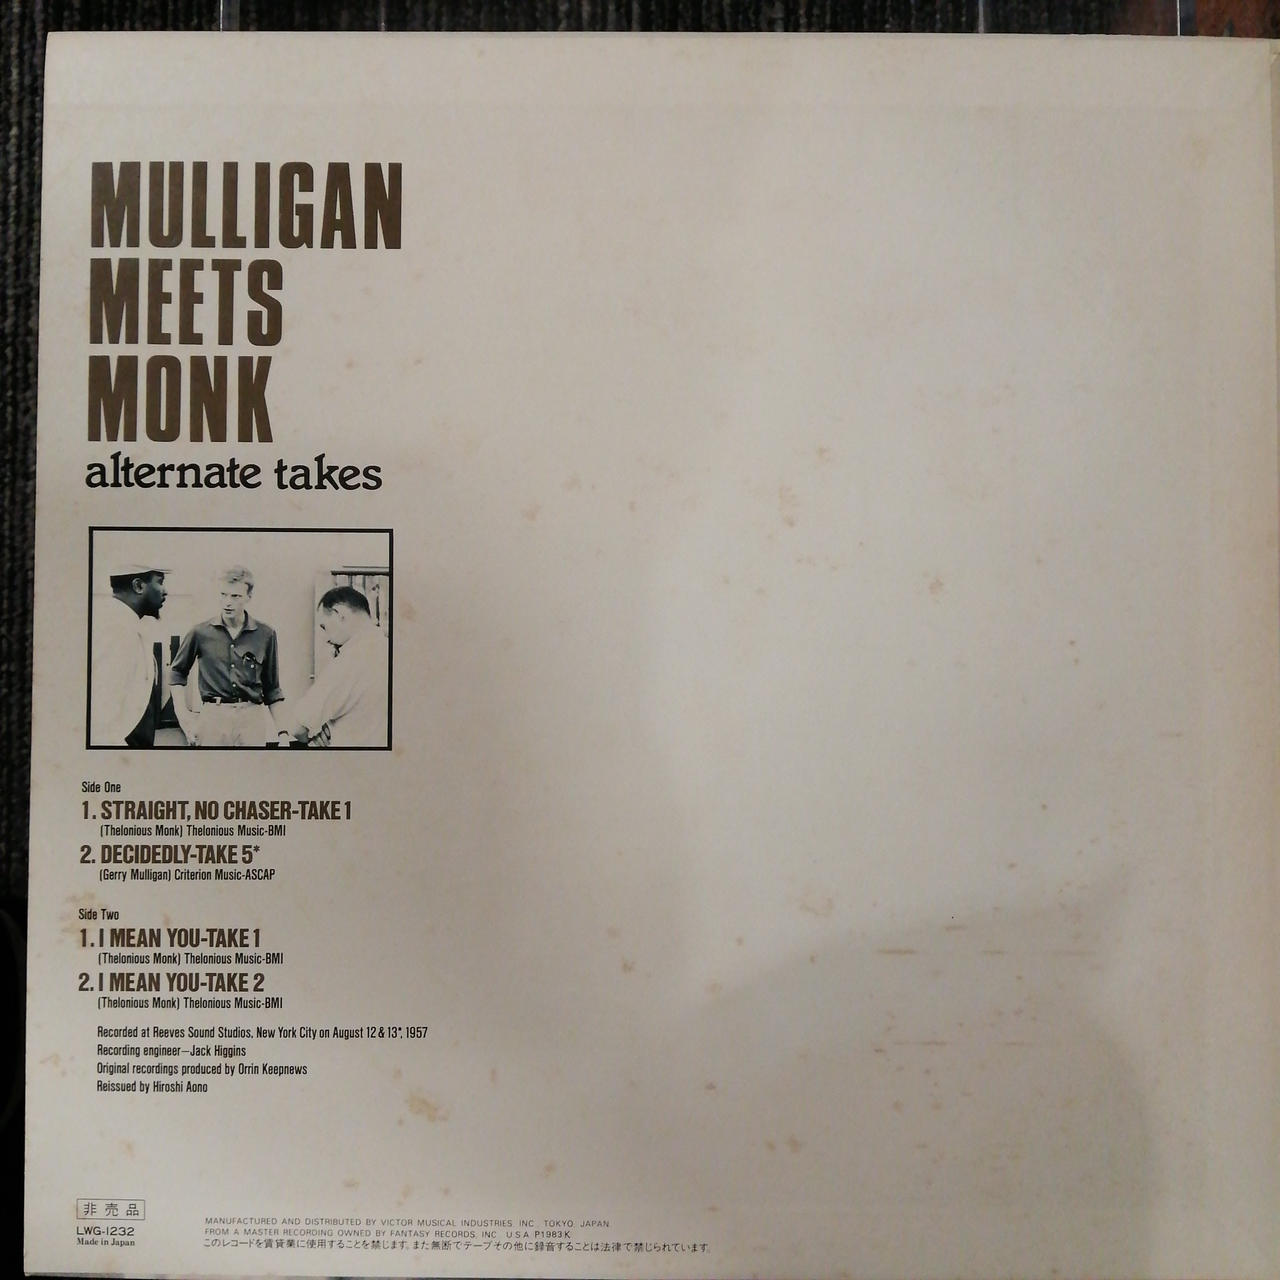 MULLIGAN
MEETS
MONK
alternate takes
Side One
1. STRAIGHT, NO CHASER-TAKE 1
(Thelonious Monk) Thelonious Music-BMI
2. DECIDEDLY-TAKE 5*
(Gerry Mulligan) Criterion Music-ASCAP
Side Two
1. I MEAN YOU-TAKE 1
(Thelonious Monk) Thelonious Music-BMI
2. I MEAN YOU-TAKE 2
(Thelonious Monk) Thelonious Music-BMI
Recorded at Reeves Sound Studios, New York City on August 12 & 13*, 1957
Recording engineer—Jack Higgins
Original recordings produced by Orrin Keepnews
Reissued by Hiroshi Aono
非売品
LWG-1232
Made in Japan
MANUFACTURED AND DISTRIBUTED BY VICTOR MUSICAL INDUSTRIES, INC., TOKYO, JAPAN.
FROM A MASTER RECORDING OWNED BY FANTASY RECORDS, INC., U.S.A. P1983 K
このレコードを賃貸業に使用することを禁じます。また無断でテープその他に録音することは法律で禁じられています。